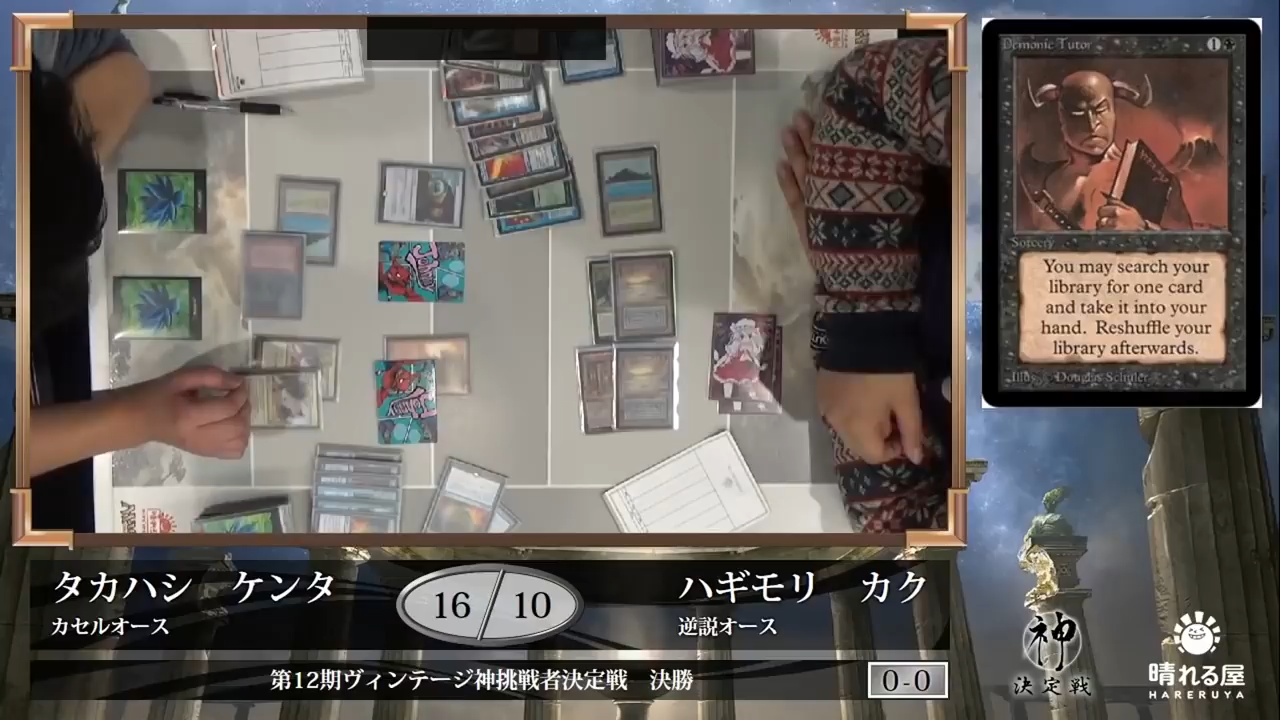 Demonic Tutor 1
Sorcery
You may search your
library for one card
and take it into your
hand. Reshuffle your
library afterwards.
Illus. Douglas Schuler
タカハシ ケンタ
カセルオース
16 / 10
ハギモリ カク
逆説オース
第12期ヴィンテージ神挑戦者決定戦 決勝
0-0
神
決定戦
晴れる屋
HARERUYA